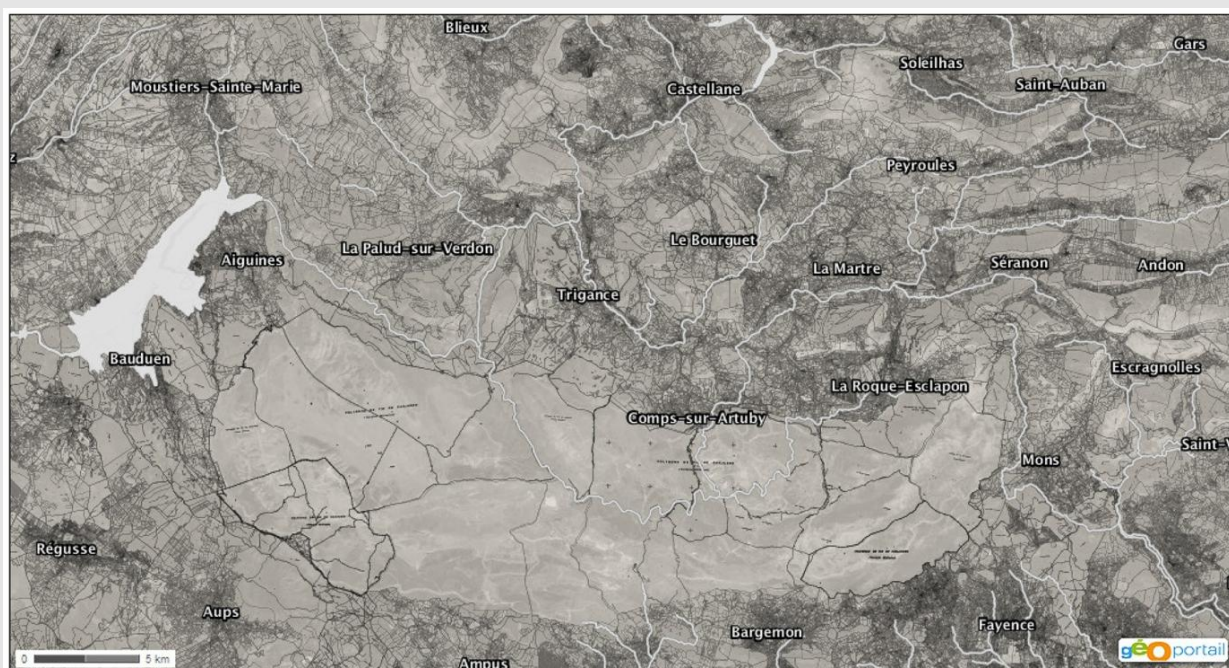 Blieux
Gars
Soleilhas
Moustiers-Sainte-Marie
Castellane
Saint-Auban
z
Peyroules
La Palud-sur-Verdon
Le Bourguet
Aiguines
La Martre
Séranon
Andon
Trigance
Bauduen
Escragnolles
La Roque-Esclapon
Comps-sur-Artuby
Saint-V
Mons
Régusse
Aups
Fayence
Bargemon
Ampus
0 5 km
géOportail